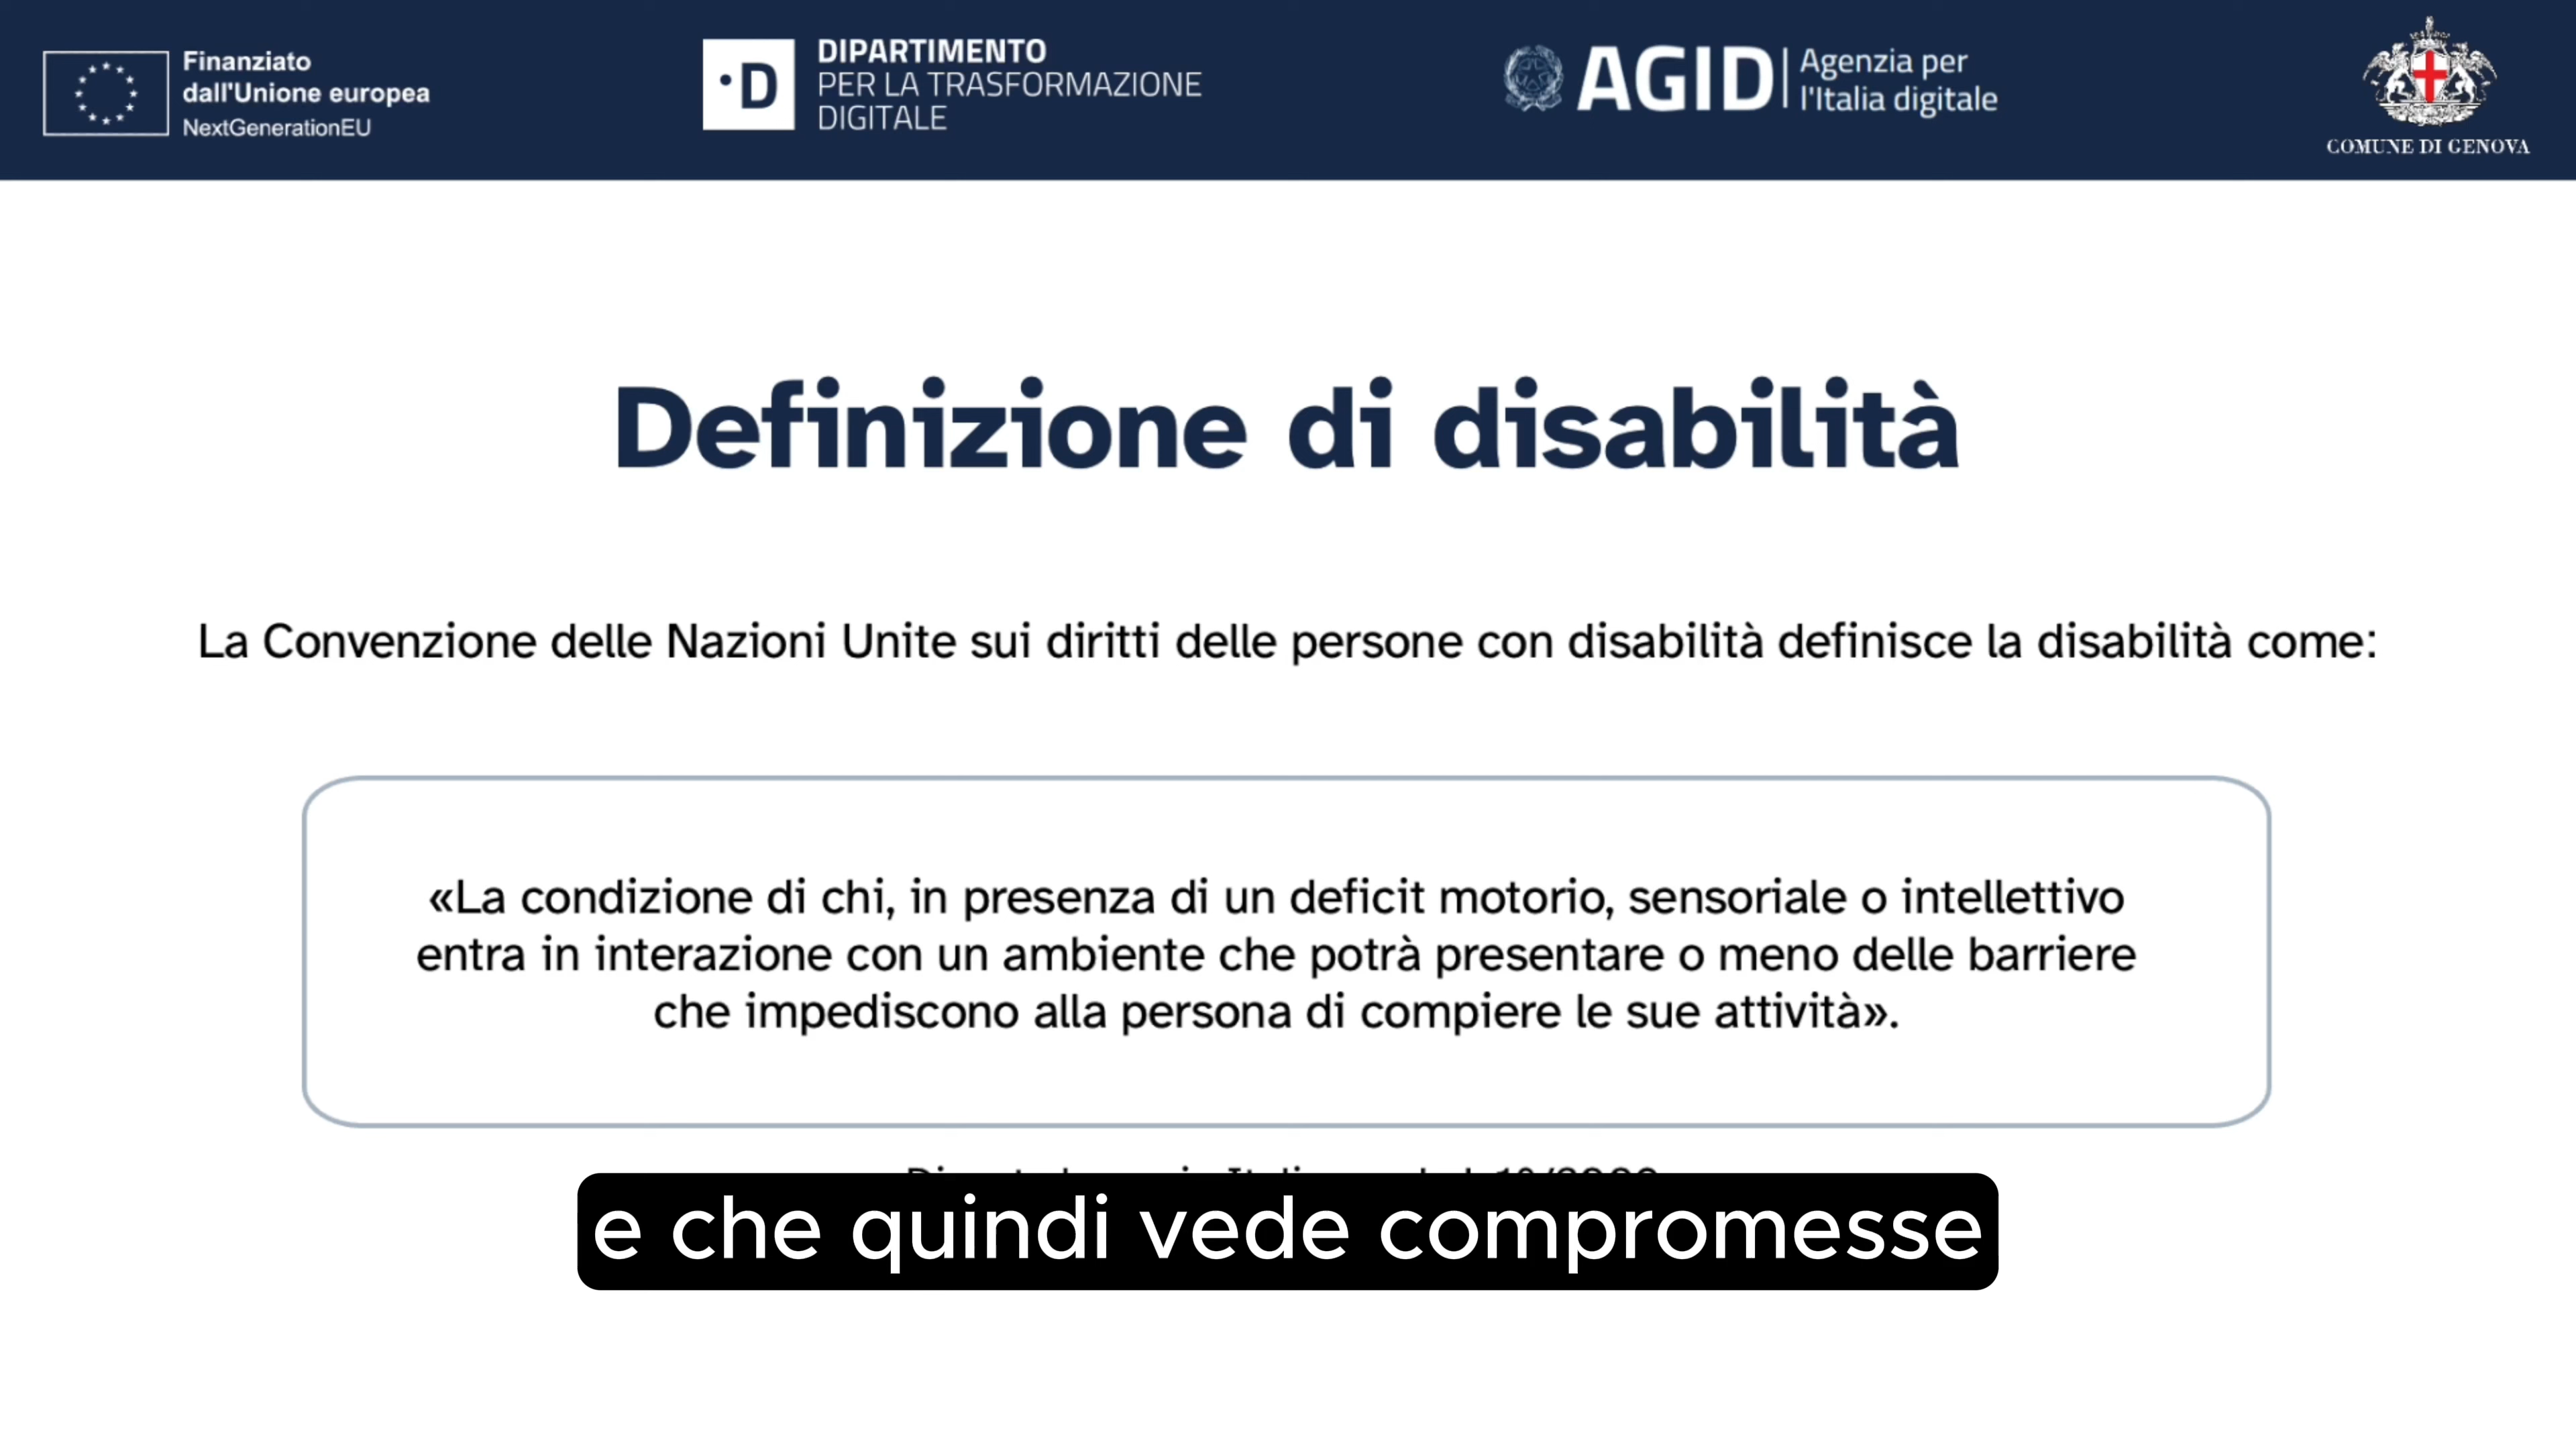 Finanziato
dall'Unione europea
NextGenerationEU
·D
DIPARTIMENTO
PER LA TRASFORMAZIONE
DIGITALE
AGID
Agenzia per
l'Italia digitale
COMUNE DI GENOVA
Definizione di disabilità
La Convenzione delle Nazioni Unite sui diritti delle persone con disabilità definisce la disabilità come:
«La condizione di chi, in presenza di un deficit motorio, sensoriale o intellettivo
entra in interazione con un ambiente che potrà presentare o meno delle barriere
che impediscono alla persona di compiere le sue attività».
e che quindi vede compromesse